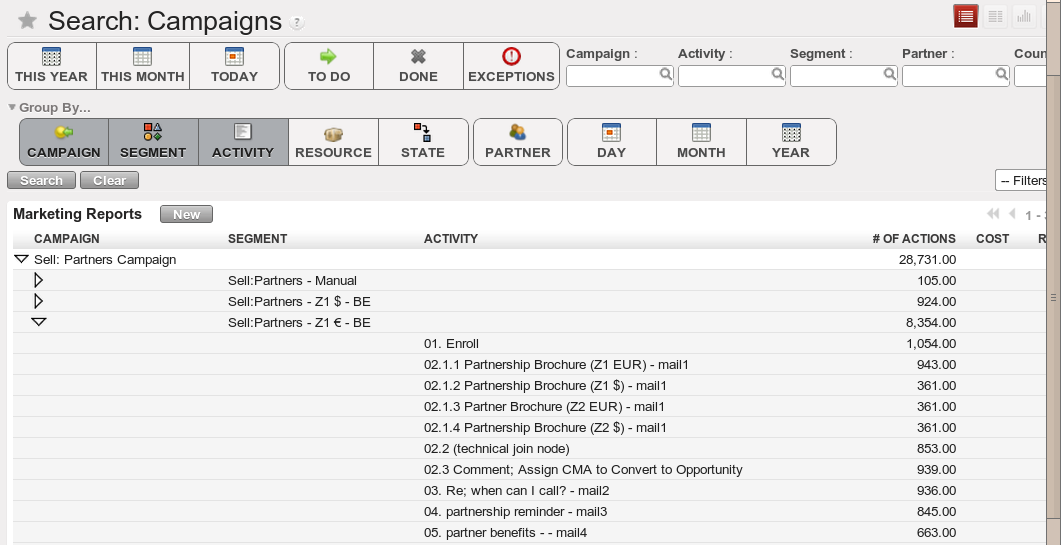 Search: Campaigns ?
THIS YEAR THIS MONTH TODAY TO DO DONE EXCEPTIONS
Campaign : Activity : Segment : Partner : Coun
Group By...
CAMPAIGN SEGMENT ACTIVITY RESOURCE STATE PARTNER DAY MONTH YEAR
Search Clear -- Filters
Marketing Reports New 1 -
CAMPAIGN SEGMENT ACTIVITY # OF ACTIONS COST R
Sell: Partners Campaign 28,731.00
Sell:Partners - Manual 105.00
Sell:Partners - Z1 $ - BE 924.00
Sell:Partners - Z1 € - BE 8,354.00
01. Enroll 1,054.00
02.1.1 Partnership Brochure (Z1 EUR) - mail1 943.00
02.1.2 Partnership Brochure (Z1 $) - mail1 361.00
02.1.3 Partner Brochure (Z2 EUR) - mail1 361.00
02.1.4 Partnership Brochure (Z2 $) - mail1 361.00
02.2 (technical join node) 853.00
02.3 Comment; Assign CMA to Convert to Opportunity 939.00
03. Re; when can I call? - mail2 936.00
04. partnership reminder - mail3 845.00
05. partner benefits - - mail4 663.00